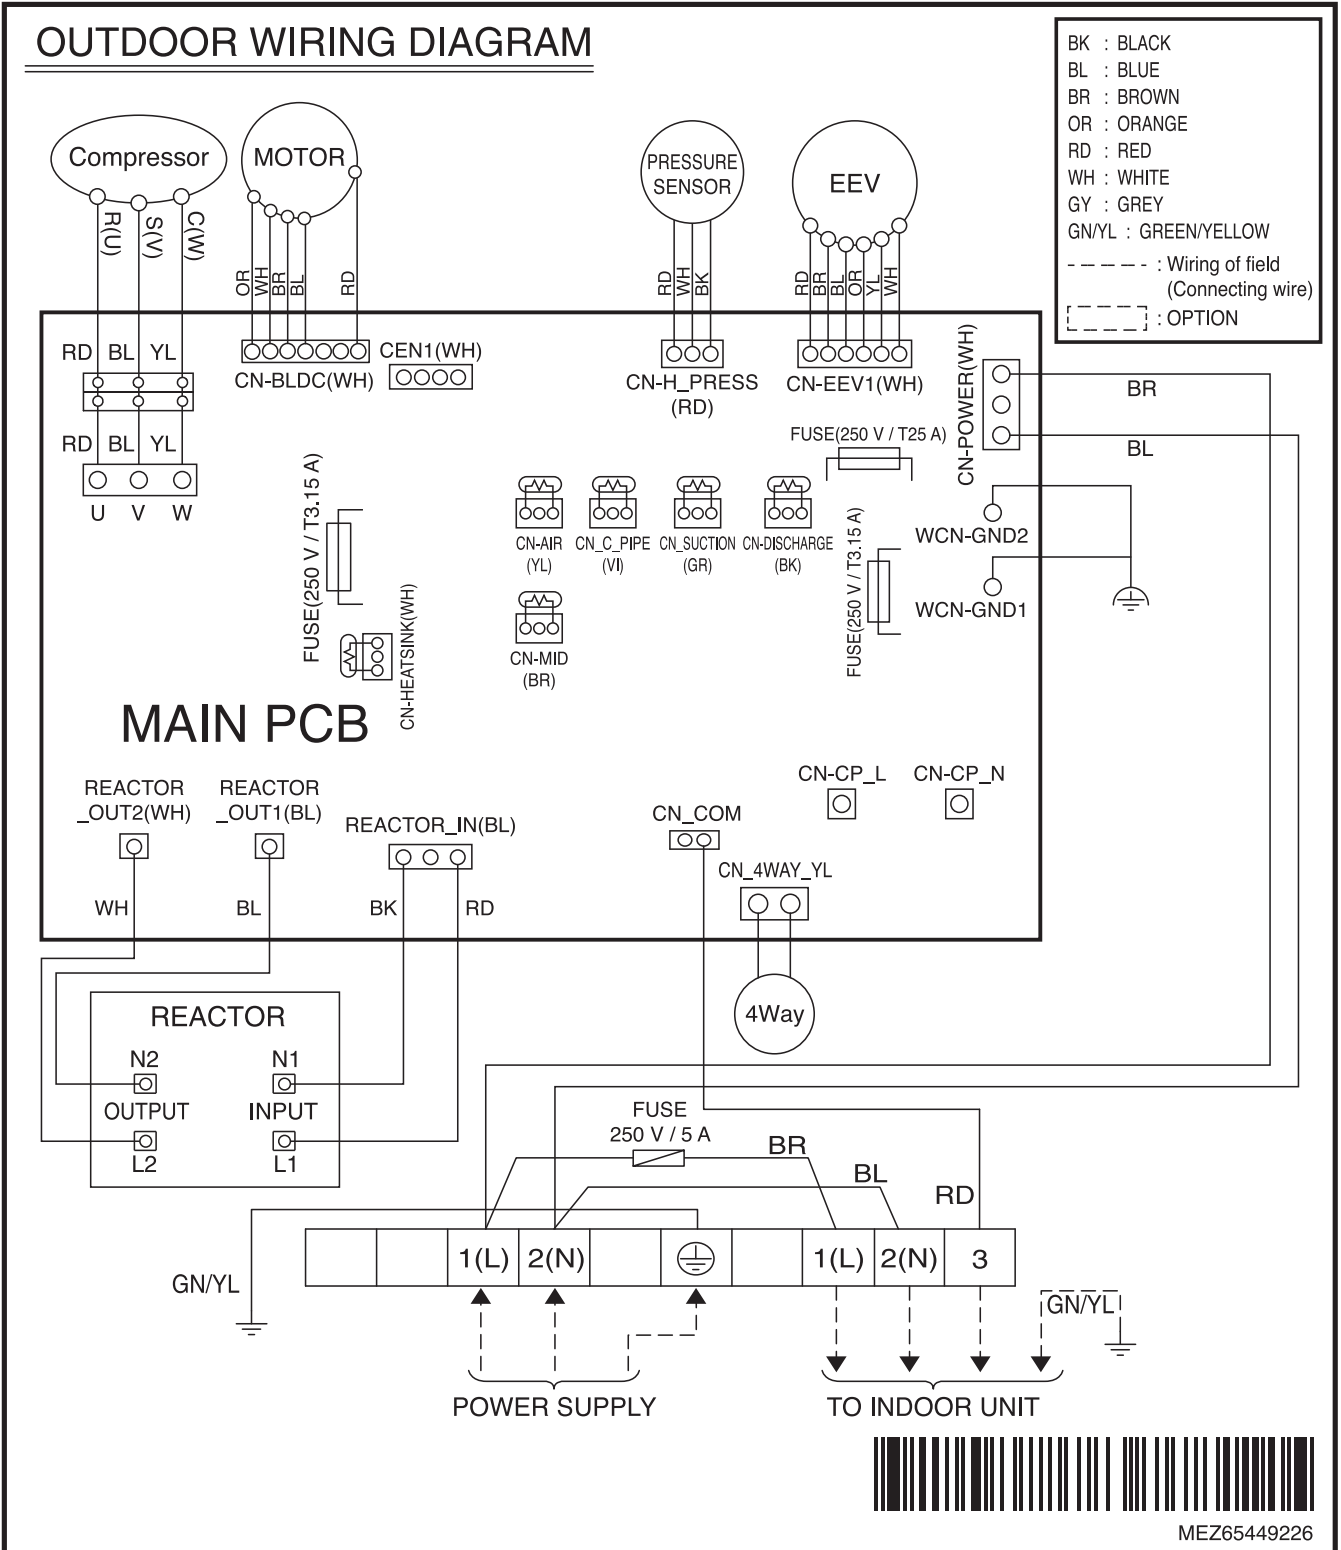 OUTDOOR WIRING DIAGRAM
BK : BLACK
BL : BLUE
BR : BROWN
OR : ORANGE
RD : RED
WH : WHITE
GY : GREY
GN/YL : GREEN/YELLOW
: Wiring of field
(Connecting wire)
: OPTION
Compressor
R(U)
S(V)
C(W)
MOTOR
OR
WH
BR
BL
RD
PRESSURE
SENSOR
RD
WH
BK
EEV
RD
BR
BL
OR
YL
WH
RD BL YL
RD BL YL
U V W
CN-BLDC(WH)
CEN1(WH)
CN-H_PRESS
(RD)
CN-EEV1(WH)
CN-POWER(WH)
BR
BL
FUSE(250 V / T25 A)
FUSE(250 V / T3.15 A)
CN-AIR
(YL)
CN_C_PIPE
(VI)
CN_SUCTION
(GR)
CN-DISCHARGE
(BK)
FUSE(250 V / T3.15 A)
WCN-GND2
WCN-GND1
CN-HEATSINK(WH)
CN-MID
(BR)
MAIN PCB
REACTOR
_OUT2(WH)
REACTOR
_OUT1(BL)
REACTOR_IN(BL)
CN_COM
CN-CP_L
CN-CP_N
CN_4WAY_YL
WH
BL
BK
RD
4Way
REACTOR
N2
N1
OUTPUT
INPUT
L2
L1
FUSE
250 V / 5 A
BR
BL
RD
1(L) 2(N) 1(L) 2(N) 3
GN/YL
GN/YL
POWER SUPPLY
TO INDOOR UNIT
MEZ65449226